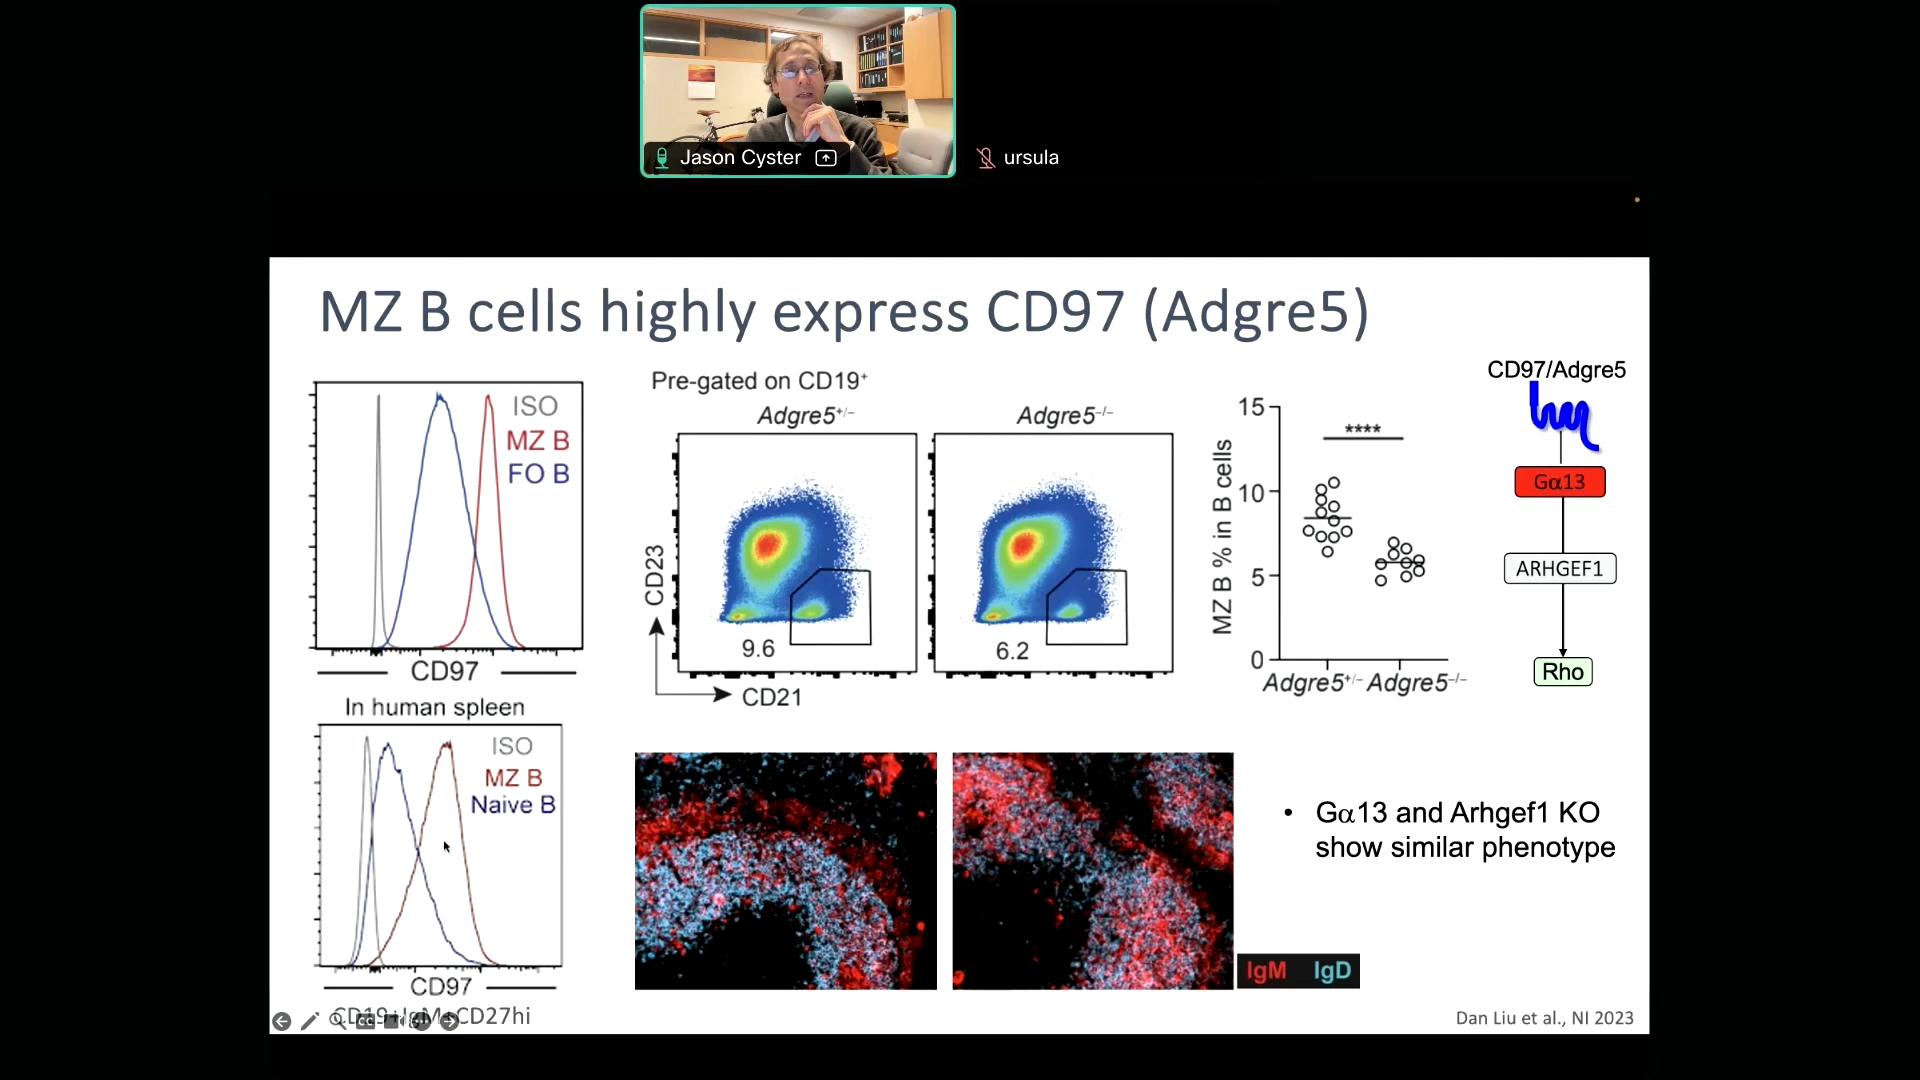 Jason Cyster
ursula
MZ B cells highly express CD97 (Adgre5)
ISO
MZ B
FO B
CD97
In human spleen
ISO
MZ B
Naive B
CD97
CD19+IgM+CD27hi
Pre-gated on CD19⁺
Adgre5⁺/⁻
Adgre5⁻/⁻
CD23
9.6
6.2
CD21
MZ B % in B cells
15
10
5
0
****
Adgre5⁺/⁻ Adgre5⁻/⁻
CD97/Adgre5
Gα13
ARHGEF1
Rho
IgM IgD
• Gα13 and Arhgef1 KO
show similar phenotype
Dan Liu et al., NI 2023